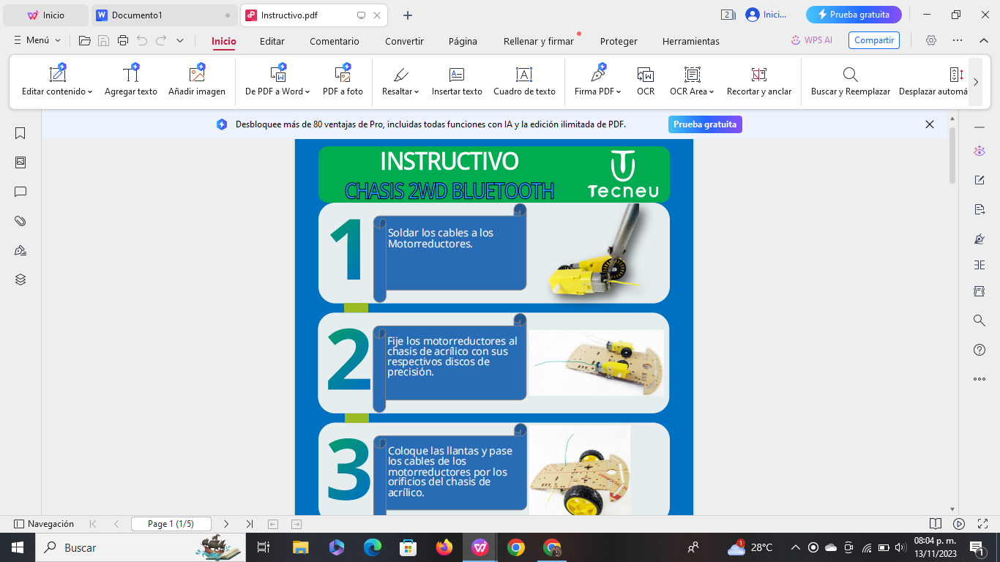 Inicio
Documento1
Instructivo.pdf
2
Inici...
Prueba gratuita
Menú
Inicio
Editar
Comentario
Convertir
Página
Rellenar y firmar
Proteger
Herramientas
WPS AI
Compartir
Editar contenido
Agregar texto
Añadir imagen
De PDF a Word
PDF a foto
Resaltar
Insertar texto
Cuadro de texto
Firma PDF
OCR
OCR Area
Recortar y anclar
Buscar y Reemplazar
Desplazar automá
Desbloquee más de 80 ventajas de Pro, incluidas todas funciones con IA y la edición ilimitada de PDF.
Prueba gratuita
INSTRUCTIVO
CHASIS 2WD BLUETOOTH
Tecneu
1
Soldar los cables a los
Motorreductores.
2
Fije los motorreductores al
chasis de acrílico con sus
respectivos discos de
precisión.
3
Coloque las llantas y pase
los cables de los
motorreductores por los
orificios del chasis de
acrílico.
Navegación
Page 1 (1/5)
Buscar
1
28°C
08:04 p. m.
13/11/2023
1